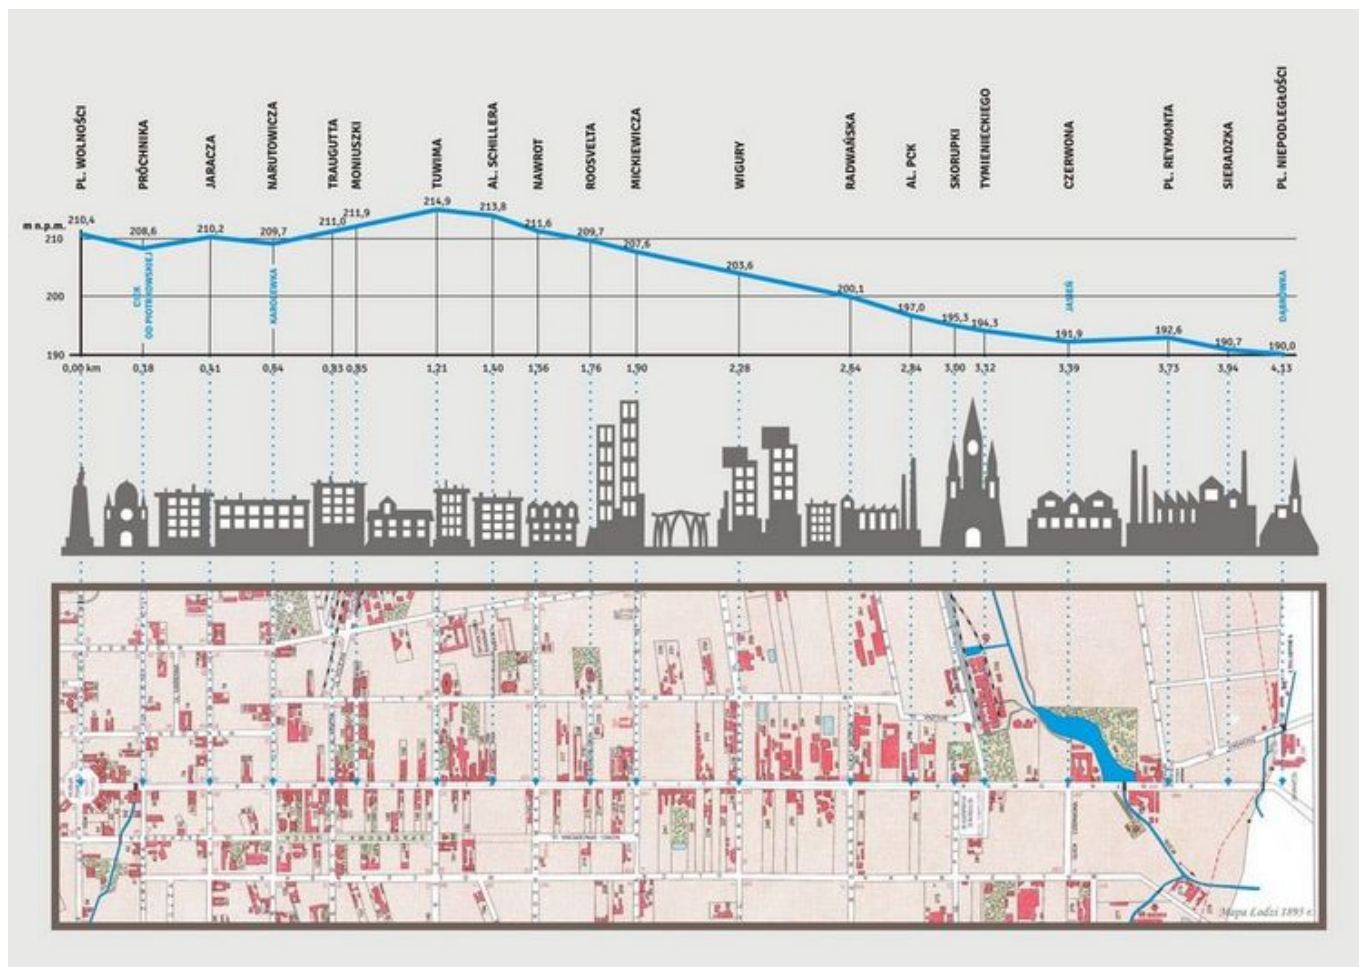 PL. WOLNOŚCI
PRÓCHNIKA
JARACZA
NARUTOWICZA
TRAUGUTTA
MONIUSZKI
TUWIMA
AL. SCHILLERA
NAWROT
ROOSVELTA
MICKIEWICZA
WIGURY
RADWAŃSKA
AL. PCK
SKORUPKI
TYMIENIECKIEGO
CZERWONA
PL. REYMONTA
SIERADZKA
PL. NIEPODLEGŁOŚCI
m n.p.m.
210,4
208,6
210,2
209,7
211,0
211,9
214,9
213,8
211,6
209,7
207,6
203,6
200,1
197,0
195,3
194,3
191,9
192,6
190,7
190,0
210
200
190
OD PIOTRKOWSKIEJ
KAROLEWKA
JASIEŃ
DĄBRÓWKA
0,00 km
0,18
0,41
0,64
0,83
0,85
1,21
1,40
1,56
1,76
1,90
2,28
2,64
2,84
3,00
3,12
3,39
3,73
3,94
4,13
Mapa Łodzi 1893 r.